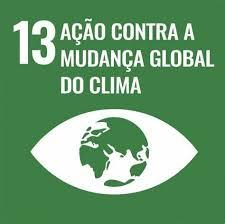 13 AÇÃO CONTRA A
MUDANÇA GLOBAL
DO CLIMA